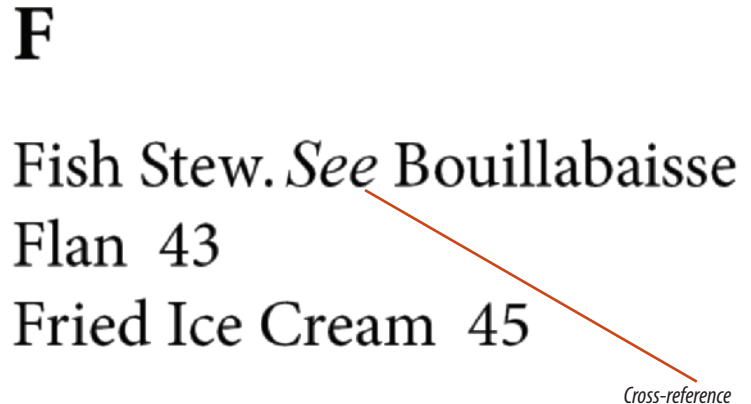 F
Fish Stew. See Bouillabaisse
Flan 43
Fried Ice Cream 45
Cross-reference